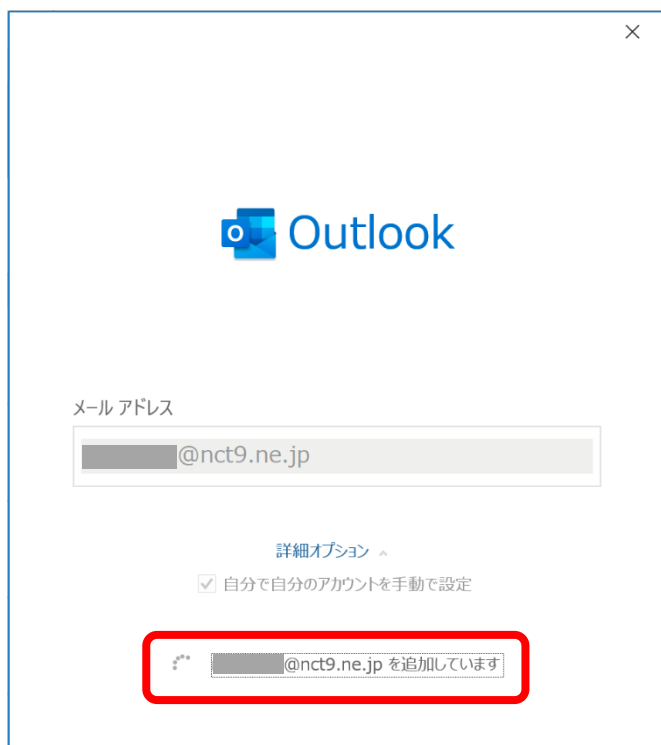 Outlook
メール アドレス
@nct9.ne.jp
詳細オプション
自分で自分のアカウントを手動で設定
@nct9.ne.jp を追加しています